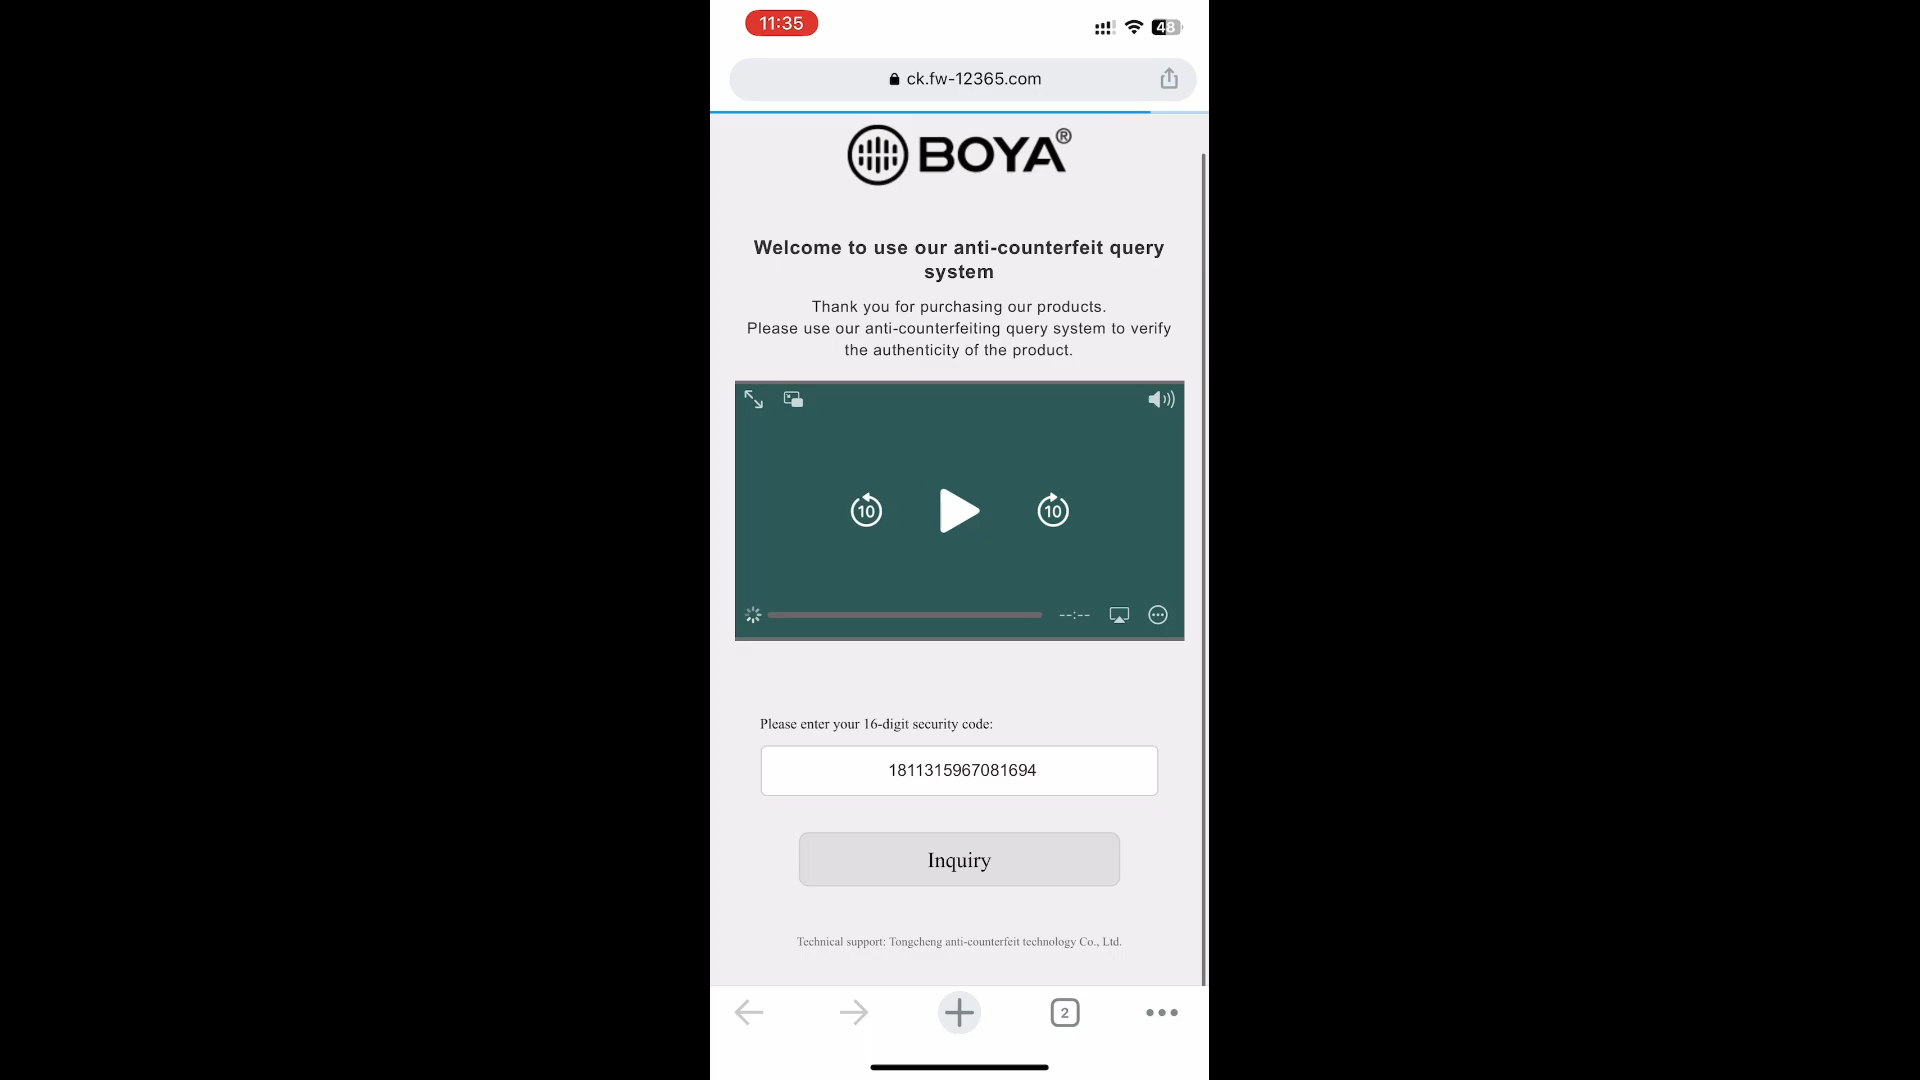 11:35
48
ck.fw-12365.com
BOYA®
Welcome to use our anti-counterfeit query
system
Thank you for purchasing our products.
Please use our anti-counterfeiting query system to verify
the authenticity of the product.
10
10
--:--
Please enter your 16-digit security code:
1811315967081694
Inquiry
Technical support: Tongcheng anti-counterfeit technology Co., Ltd.
2